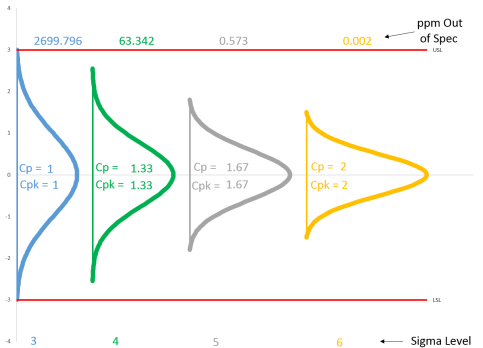 4
ppm Out
of Spec
2699.796 63.342 0.573 0.002
3 USL
2
1
Cp = 1 Cp = 1.33 Cp = 1.67 Cp = 2
0
Cpk = 1 Cpk = 1.33 Cpk = 1.67 Cpk = 2
-1
-2
-3 LSL
-4
3 4 5 6 Sigma Level